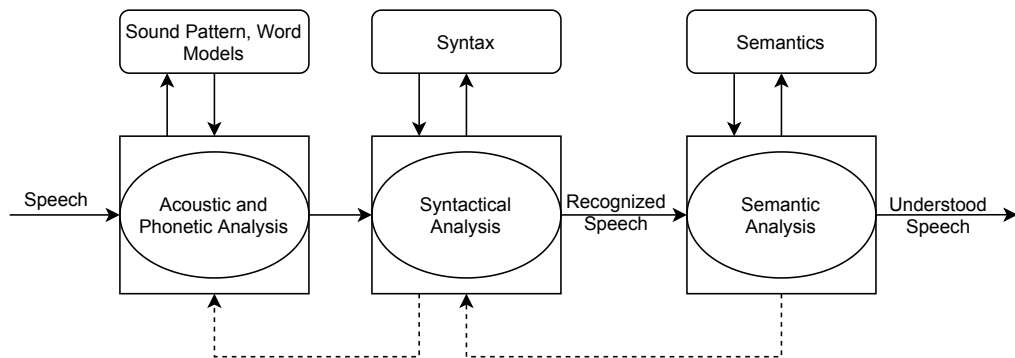 Sound Pattern, Word
Models
Syntax
Semantics
Speech
Acoustic and
Phonetic Analysis
Syntactical
Analysis
Recognized
Speech
Semantic
Analysis
Understood
Speech